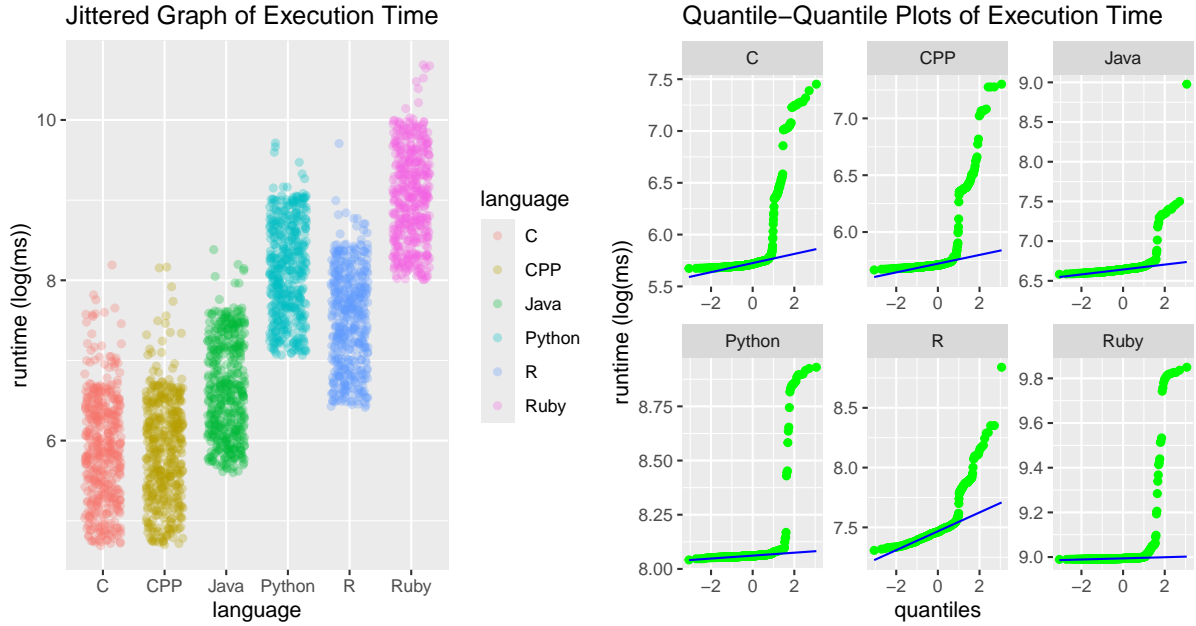 Jittered Graph of Execution Time
runtime (log(ms))
10
8
6
C
CPP
Java
Python
R
Ruby
language
language
C
CPP
Java
Python
R
Ruby
Quantile−Quantile Plots of Execution Time
runtime (log(ms))
C
CPP
Java
7.5
7.0
6.5
6.0
5.5
−2 0 2
7.0
6.5
6.0
−2 0 2
9.0
8.5
8.0
7.5
7.0
6.5
−2 0 2
Python
R
Ruby
8.75
8.50
8.25
8.00
−2 0 2
8.5
8.0
7.5
−2 0 2
9.8
9.6
9.4
9.2
9.0
−2 0 2
quantiles